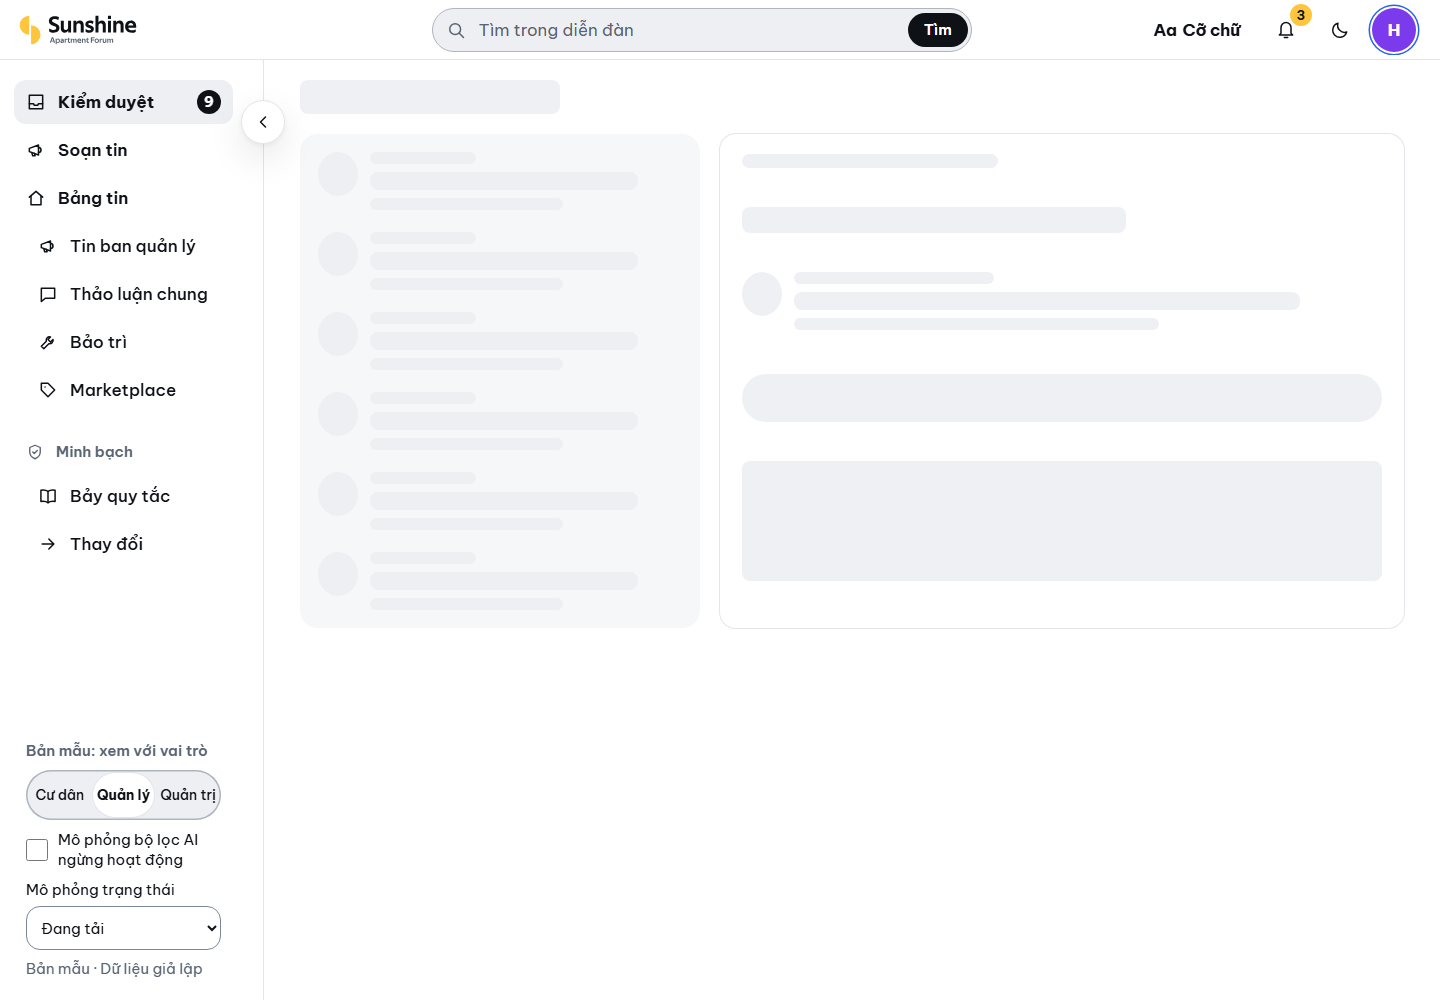 Sunshine
Apartment Forum
Tìm trong diễn đàn
Tìm
Aa Cỡ chữ
3
H
Kiểm duyệt
9
Soạn tin
Bảng tin
Tin ban quản lý
Thảo luận chung
Bảo trì
Marketplace
Minh bạch
Bảy quy tắc
Thay đổi
Bản mẫu: xem với vai trò
Cư dân
Quản lý
Quản trị
Mô phỏng bộ lọc AI
ngừng hoạt động
Mô phỏng trạng thái
Đang tải
Bản mẫu · Dữ liệu giả lập